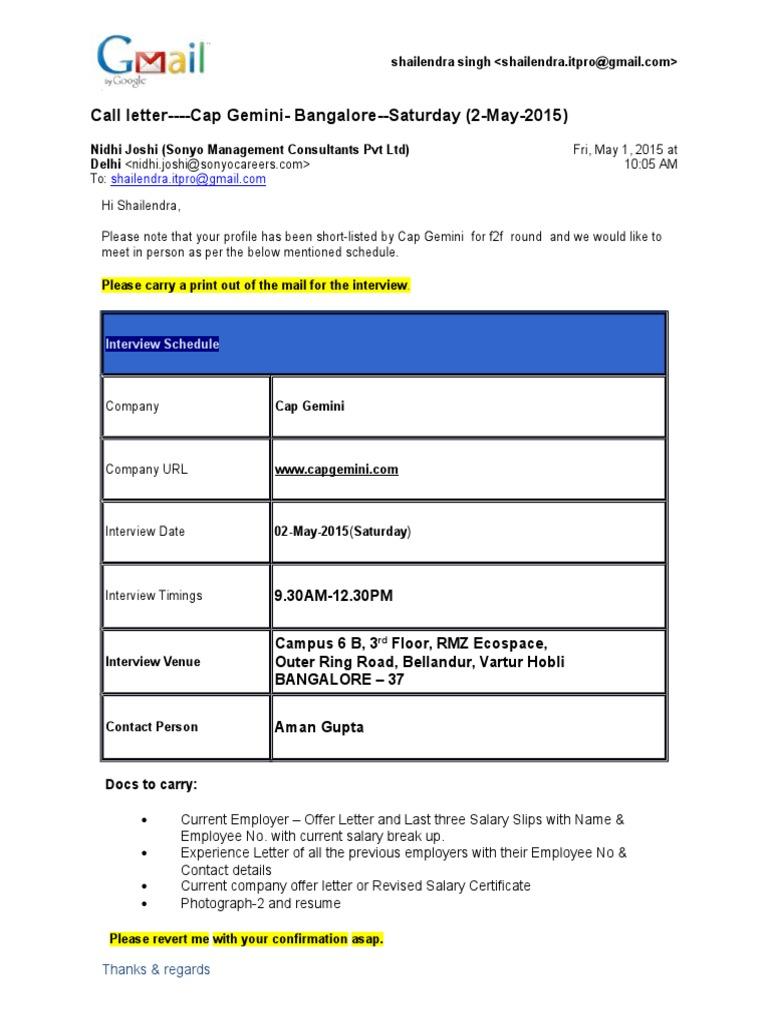 Gmail
by Google
shailendra singh <shailendra.itpro@gmail.com>
Call letter----Cap Gemini- Bangalore--Saturday (2-May-2015)
Nidhi Joshi (Sonyo Management Consultants Pvt Ltd) Fri, May 1, 2015 at
Delhi <nidhi.joshi@sonyocareers.com> 10:05 AM
To: shailendra.itpro@gmail.com
Hi Shailendra,
Please note that your profile has been short-listed by Cap Gemini for f2f round and we would like to
meet in person as per the below mentioned schedule.
Please carry a print out of the mail for the interview.
Interview Schedule
Company Cap Gemini
Company URL www.capgemini.com
Interview Date 02-May-2015(Saturday)
Interview Timings 9.30AM-12.30PM
Campus 6 B, 3rd Floor, RMZ Ecospace,
Interview Venue Outer Ring Road, Bellandur, Vartur Hobli
BANGALORE – 37
Contact Person Aman Gupta
Docs to carry:
• Current Employer – Offer Letter and Last three Salary Slips with Name &
Employee No. with current salary break up.
• Experience Letter of all the previous employers with their Employee No &
Contact details
• Current company offer letter or Revised Salary Certificate
• Photograph-2 and resume
Please revert me with your confirmation asap.
Thanks & regards